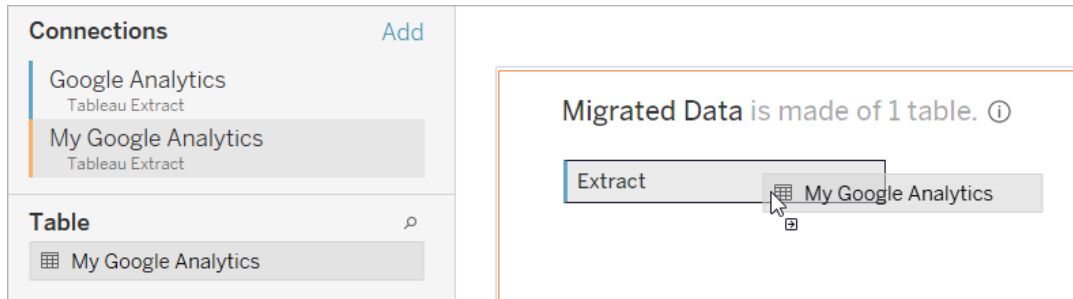 Connections Add
Google Analytics
Tableau Extract
My Google Analytics
Tableau Extract
Table
My Google Analytics
Migrated Data is made of 1 table.
Extract
My Google Analytics